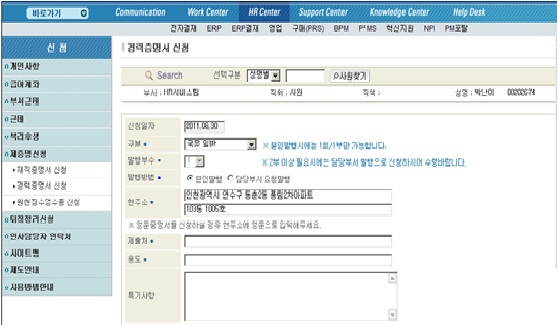 바로가기 Communication Work Center HR Center Support Center Knowledge Center Help Desk
전자결재 ERP ERP결재 영업 구매(PRS) BPM P*MS 혁신지원 NPI PM포탈
신 청
개인사항
급여계좌
부서근태
근태
복리후생
제증명신청
재직증명서 신청
경력증명서 신청
원천징수영수증 신청
퇴직정리신청
인사담당자 연락처
사이트맵
제도안내
사용방법안내
경력증명서 신청
Search 선택구분 성명별 사원찾기
부서 : HR서비스팀 직위 : 사원 직책 : 성명 : 박난이 00202674
신청일자 2011.06.30
구분 국문 일반 ※ 본인발행시에는 1회/1부만 가능합니다.
발행부수 1 ※ 2부 이상 필요시에는 담당부서 발행으로 신청하시어 수령바랍니다.
발행방법 본인발행 담당부서 요청발행
현주소 인천광역시 연수구 동춘2동 풍림2차아파트
103동 1005호
※ 영문증명서를 신청하실 경우 현주소에 영문으로 입력해주세요.
제출처
용도
특기사항